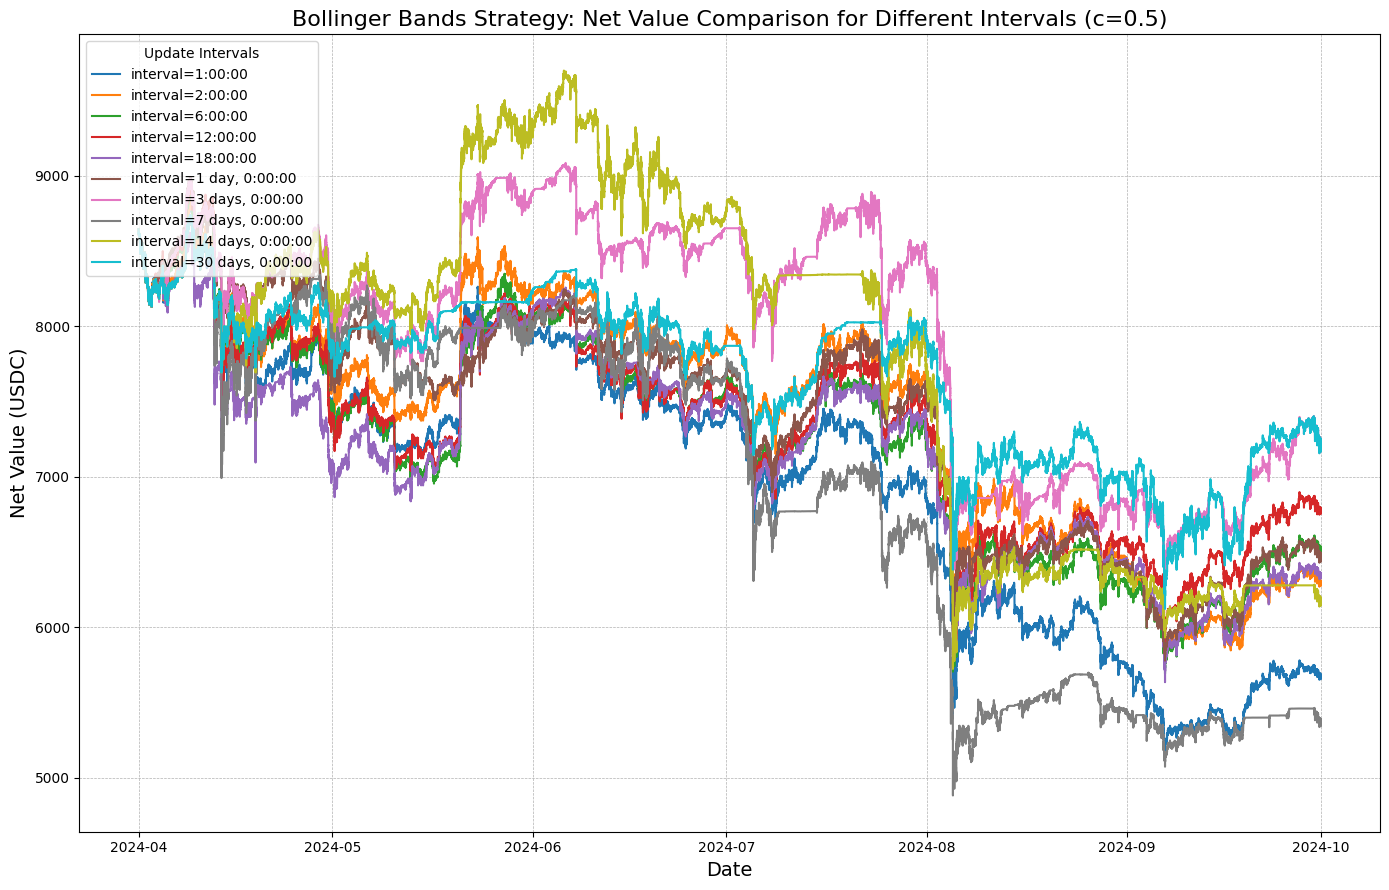 Bollinger Bands Strategy: Net Value Comparison for Different Intervals (c=0.5)
Update Intervals
interval=1:00:00
interval=2:00:00
interval=6:00:00
interval=12:00:00
interval=18:00:00
interval=1 day, 0:00:00
interval=3 days, 0:00:00
interval=7 days, 0:00:00
interval=14 days, 0:00:00
interval=30 days, 0:00:00
Net Value (USDC)
9000
8000
7000
6000
5000
2024-04
2024-05
2024-06
2024-07
2024-08
2024-09
2024-10
Date